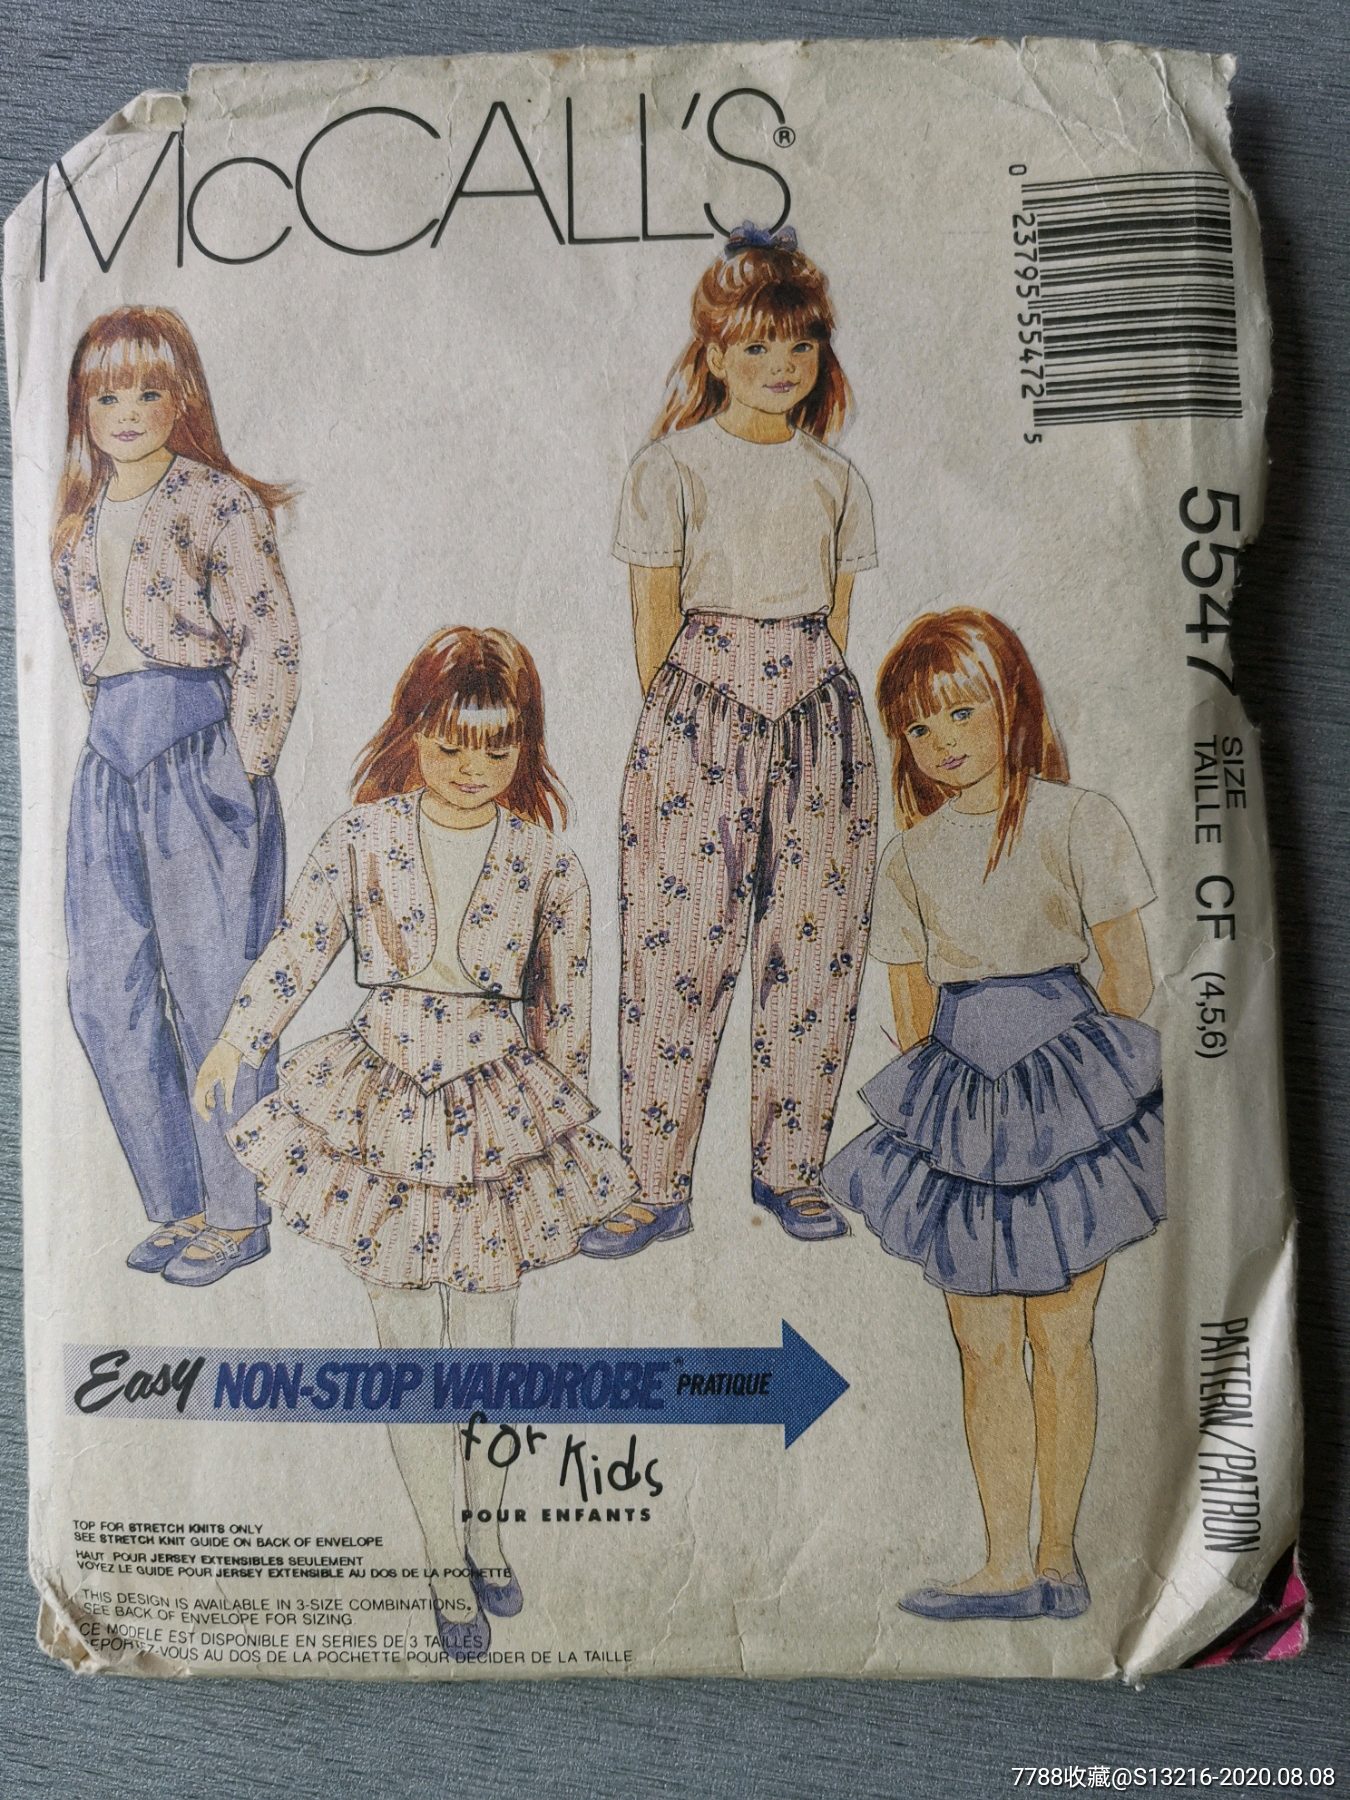 McCALL'S®
0 23795 55472 5
5547
SIZE
TAILLE CF (4,5,6)
PATTERN/PATRON
Easy NON-STOP WARDROBE PRATIQUE
for Kids
POUR ENFANTS
TOP FOR STRETCH KNITS ONLY
SEE STRETCH KNIT GUIDE ON BACK OF ENVELOPE
HAUT POUR JERSEY EXTENSIBLES SEULEMENT
VOYEZ LE GUIDE POUR JERSEY EXTENSIBLE AU DOS DE LA POCHETTE
THIS DESIGN IS AVAILABLE IN 3-SIZE COMBINATIONS.
SEE BACK OF ENVELOPE FOR SIZING.
CE MODELE EST DISPONIBLE EN SERIES DE 3 TAILLES
REPORTEZ-VOUS AU DOS DE LA POCHETTE POUR DECIDER DE LA TAILLE.
7788收藏@S13216-2020.08.08